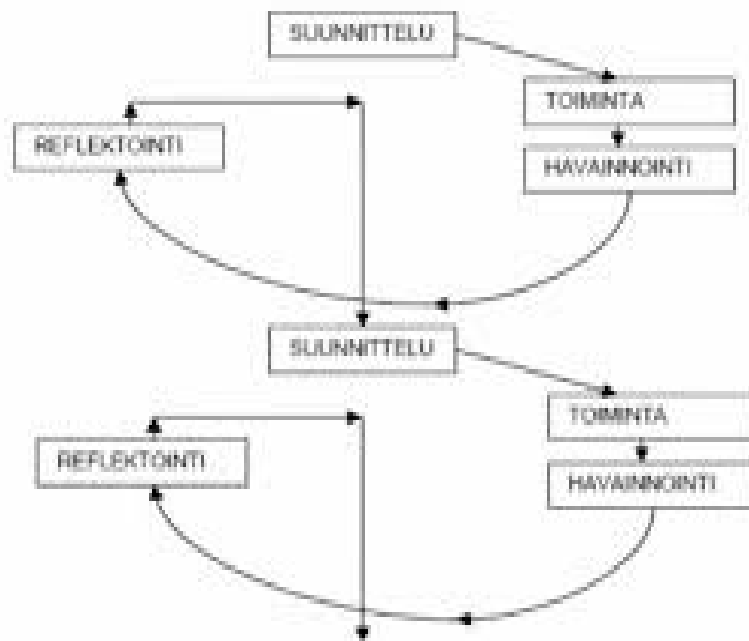 SUUNNITTELU
TOIMINTA
REFLEKTOINTI
HAVAINNOINTI
SUUNNITTELU
TOIMINTA
REFLEKTOINTI
HAVAINNOINTI